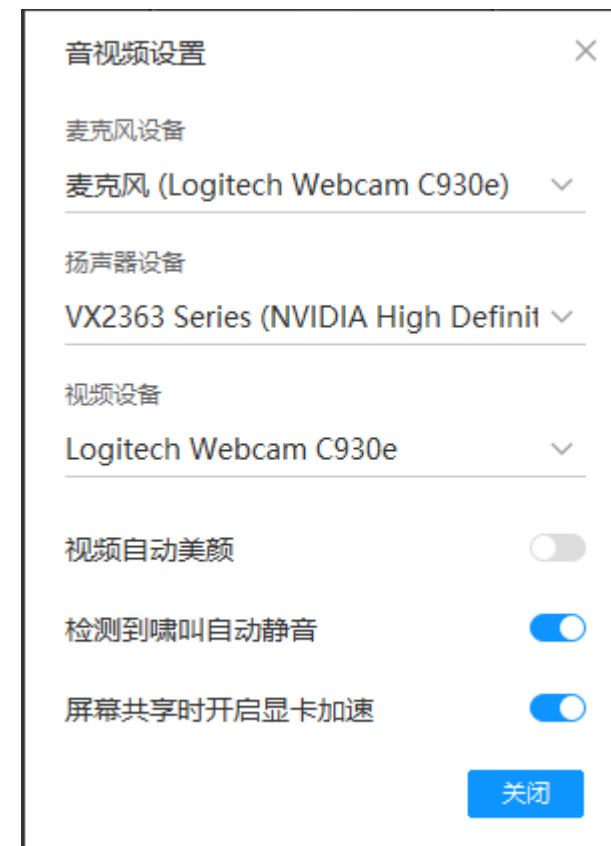 音视频设置
麦克风设备
麦克风 (Logitech Webcam C930e)
扬声器设备
VX2363 Series (NVIDIA High Definit
视频设备
Logitech Webcam C930e
视频自动美颜
检测到啸叫自动静音
屏幕共享时开启显卡加速
关闭